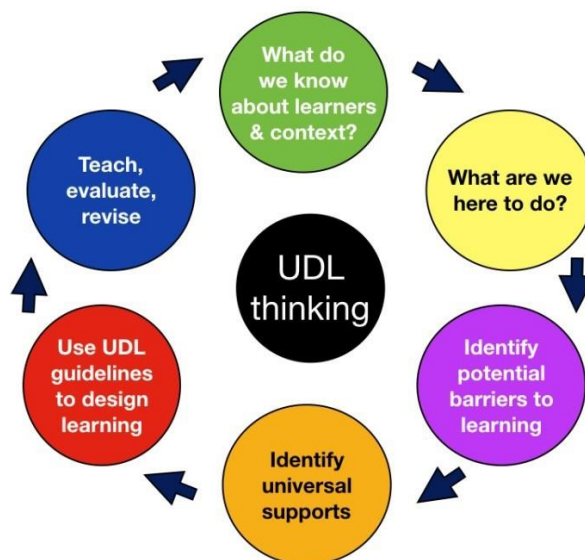 What do
we know
about learners
& context?
What are we
here to do?
Identify
potential
barriers to
learning
Identify
universal
supports
Use UDL
guidelines
to design
learning
Teach,
evaluate,
revise
UDL
thinking